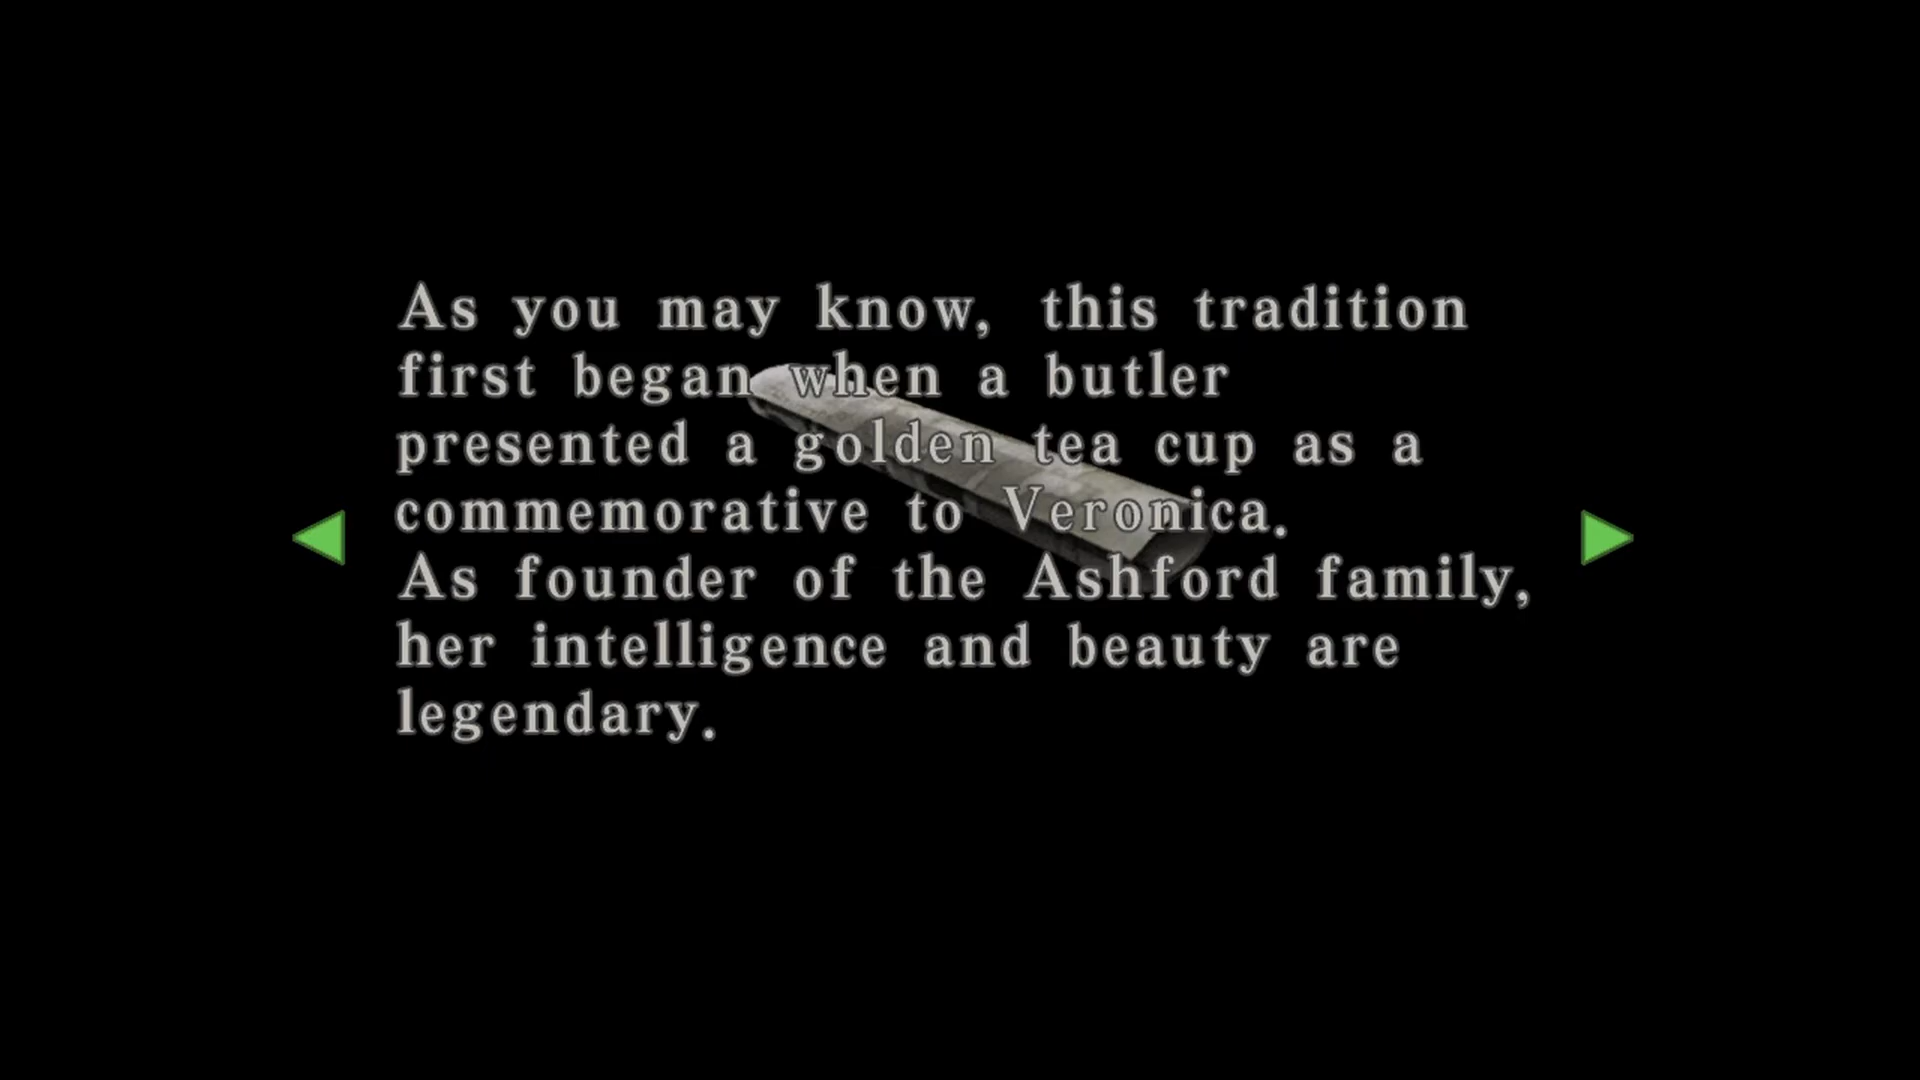 As you may know, this tradition
first began when a butler
presented a golden tea cup as a
commemorative to Veronica.
As founder of the Ashford family,
her intelligence and beauty are
legendary.